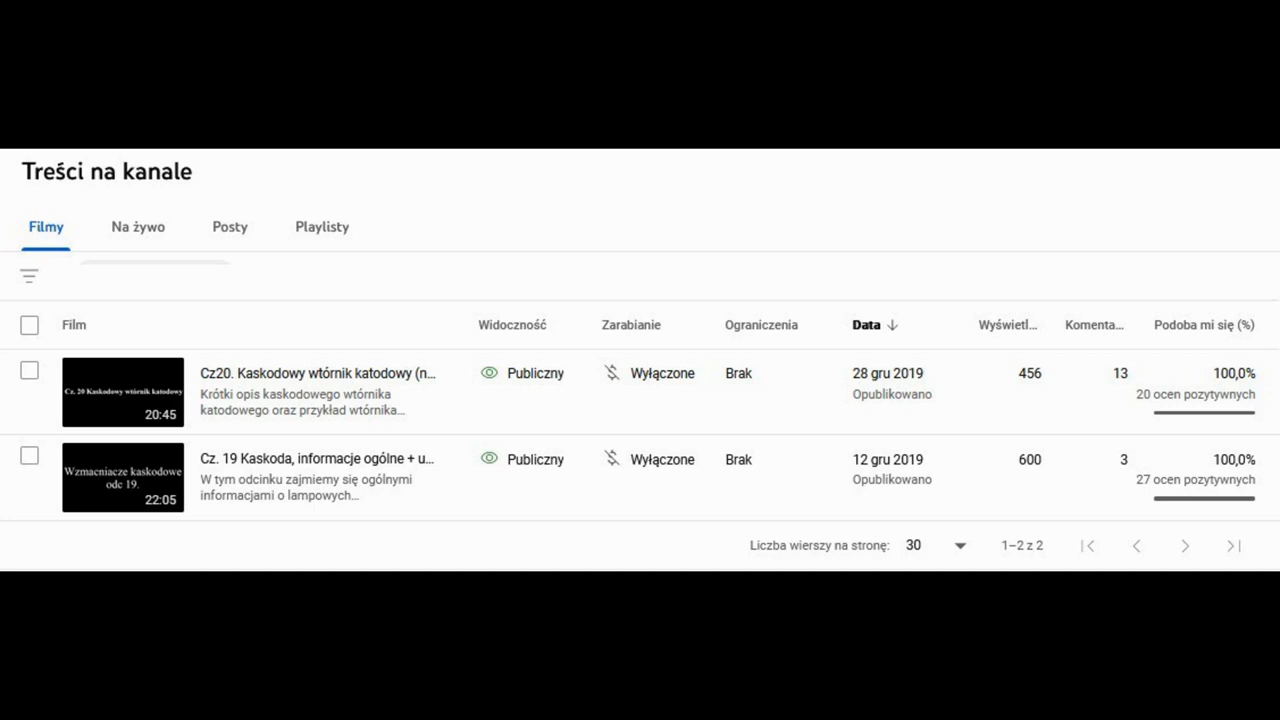 Treści na kanale
Filmy Na żywo Posty Playlisty
Film Widoczność Zarabianie Ograniczenia Data Wyświetl... Komenta... Podoba mi się (%)
Cz. 20 Kaskodowy wtórnik katodowy
20:45
Cz20. Kaskodowy wtórnik katodowy (n...
Krótki opis kaskodowego wtórnika
katodowego oraz przykład wtórnika...
Publiczny Wyłączone Brak 28 gru 2019 456 13 100,0%
Opublikowano 20 ocen pozytywnych
Wzmacniacze kaskodowe
odc 19.
22:05
Cz. 19 Kaskoda, informacje ogólne + u...
W tym odcinku zajmiemy się ogólnymi
informacjami o lampowych...
Publiczny Wyłączone Brak 12 gru 2019 600 3 100,0%
Opublikowano 27 ocen pozytywnych
Liczba wierszy na stronę: 30 1–2 z 2